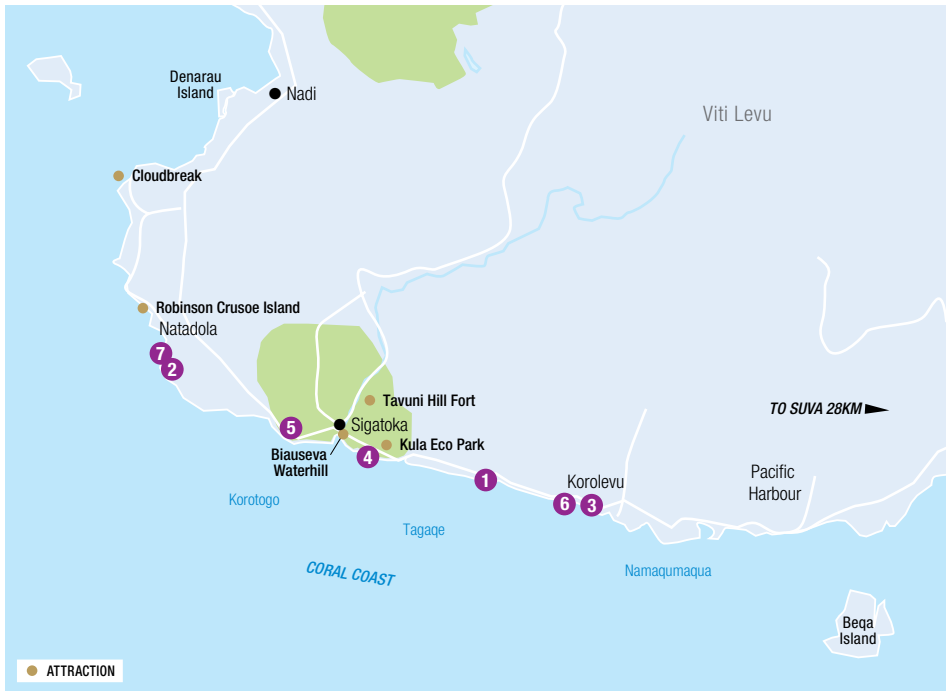 Denarau
Island
Nadi
Viti Levu
Cloudbreak
Robinson Crusoe Island
Natadola
7
2
Tavuni Hill Fort
TO SUVA 28KM
5
Sigatoka
Kula Eco Park
Biauseva
Waterhill
4
Pacific
Harbour
1
Korolevu
6
3
Korotogo
Tagaqe
CORAL COAST
Namaqumaqua
Beqa
Island
ATTRACTION